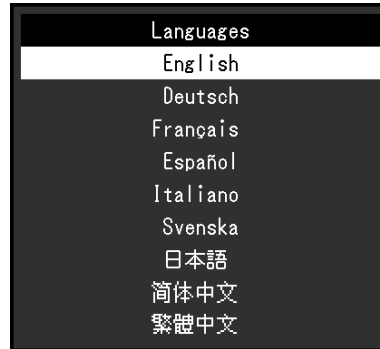 Languages
English
Deutsch
Français
Español
Italiano
Svenska
日本語
简体中文
繁體中文